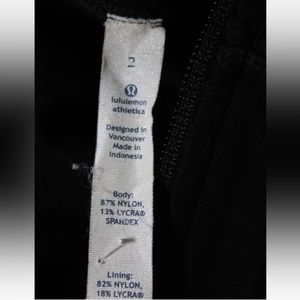 2
lululemon
athletica
Designed in
Vancouver
Made in
Indonesia
Body:
87% NYLON,
13% LYCRA®
SPANDEX
Lining:
82% NYLON,
18% LYCRA®